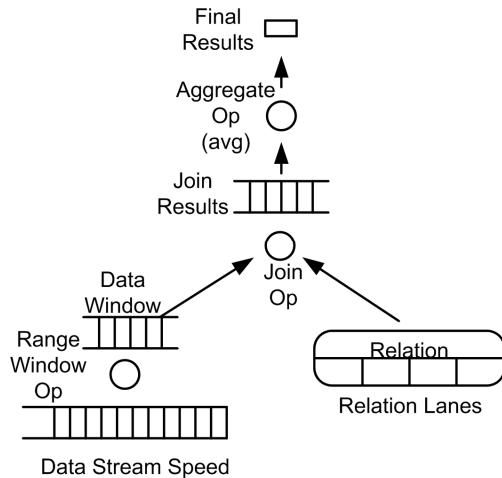 Final
Results
Aggregate
Op
(avg)
Join
Results
Join
Op
Data
Window
Range
Window
Op
Relation
Relation Lanes
Data Stream Speed